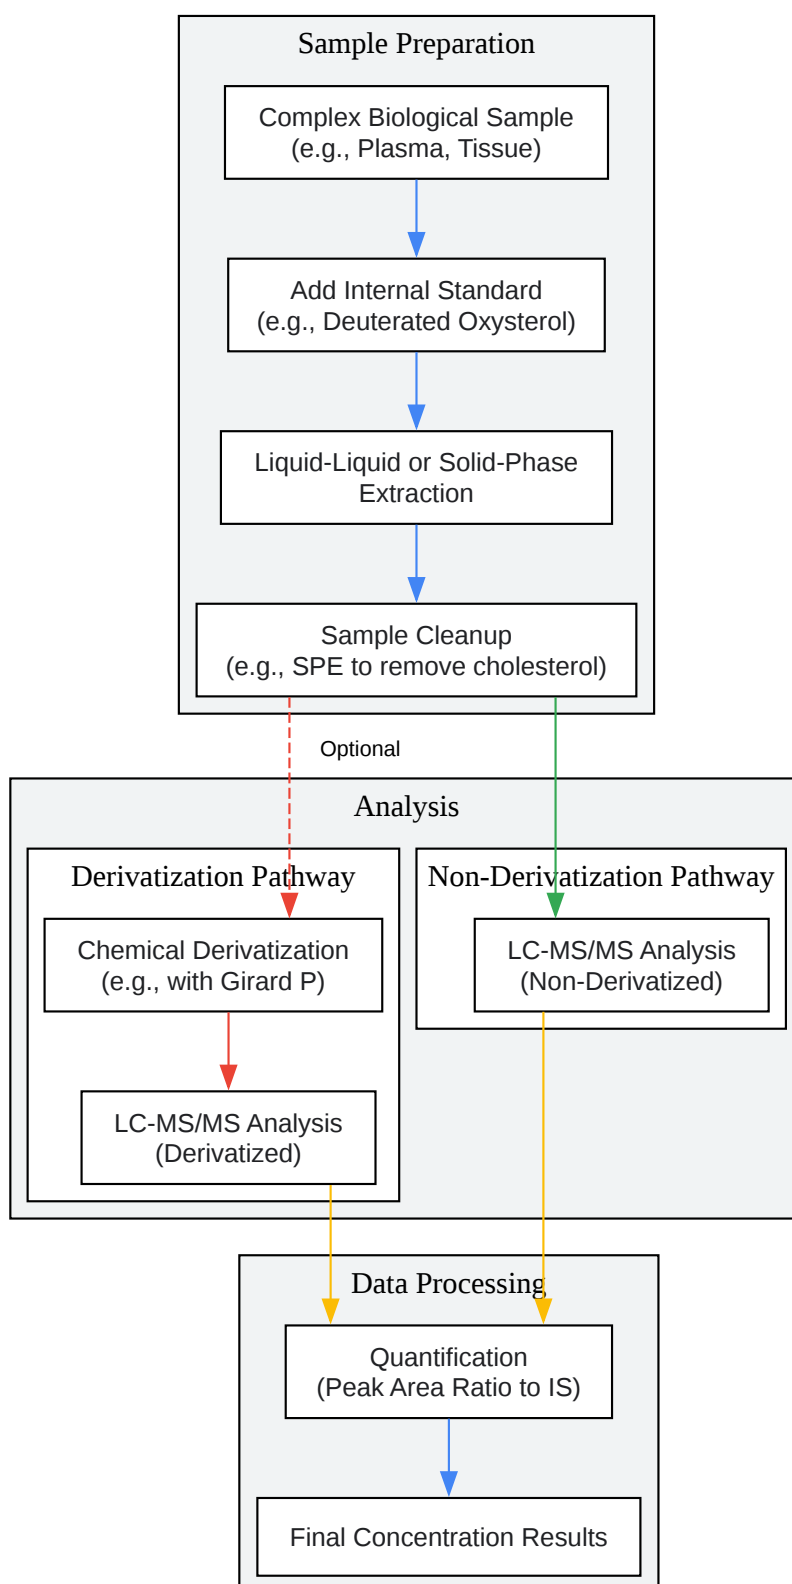 Sample Preparation
Complex Biological Sample
(e.g., Plasma, Tissue)
Add Internal Standard
(e.g., Deuterated Oxysterol)
Liquid-Liquid or Solid-Phase
Extraction
Sample Cleanup
(e.g., SPE to remove cholesterol)
Optional
Analysis
Derivatization Pathway
Chemical Derivatization
(e.g., with Girard P)
LC-MS/MS Analysis
(Derivatized)
Non-Derivatization Pathway
LC-MS/MS Analysis
(Non-Derivatized)
Data Processing
Quantification
(Peak Area Ratio to IS)
Final Concentration Results